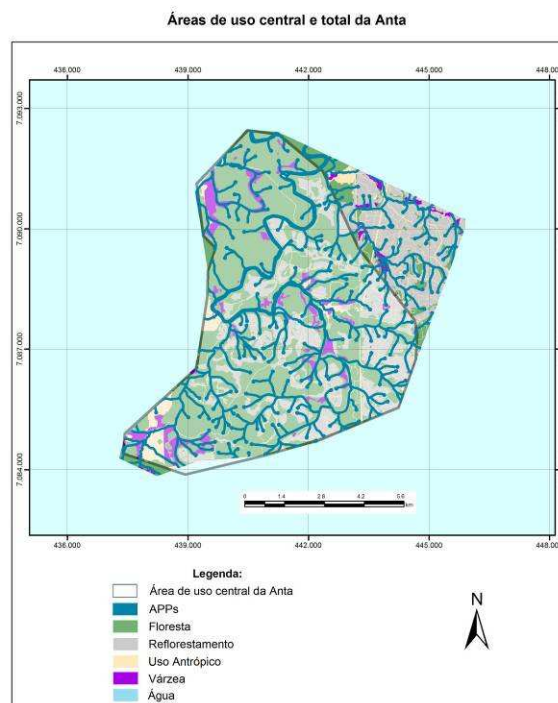 Áreas de uso central e total da Anta
436.000 439.000 442.000 445.000 448.000
7.093.000
7.090.000
7.087.000
7.084.000
0 1.4 2.8 4.2 5.6
km
436.000 439.000 442.000 445.000 448.000
Legenda:
Área de uso central da Anta
APPs
Floresta
Reflorestamento
Uso Antrópico
Várzea
Água
N